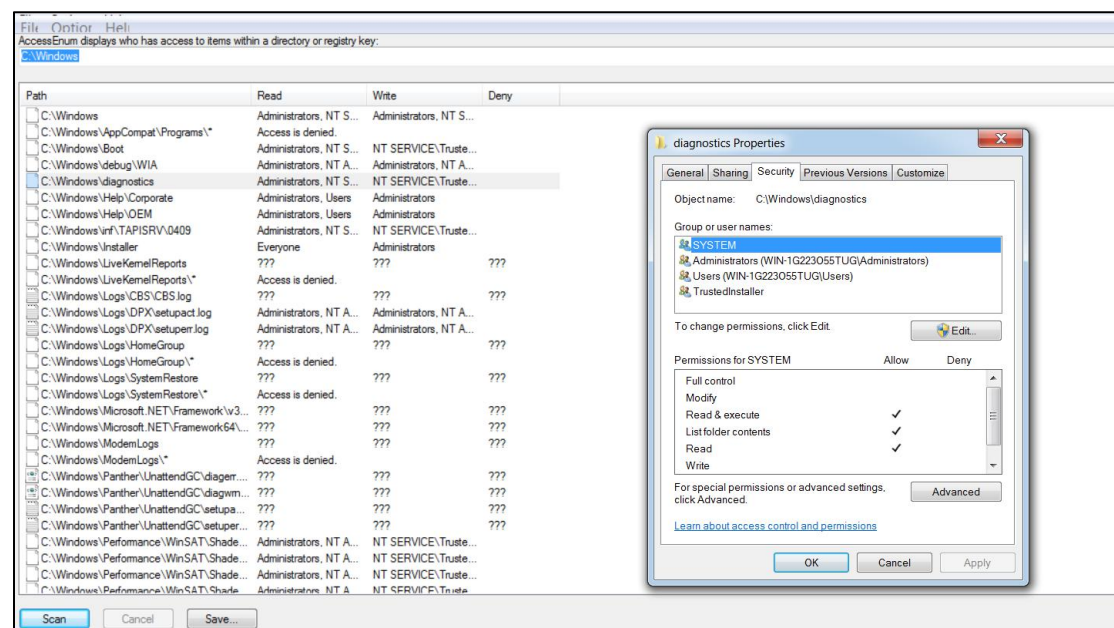 File Option Help
AccessEnum displays who has access to items within a directory or registry key:
C:\Windows
Path Read Write Deny
C:\Windows Administrators, NT S... Administrators, NT S...
C:\Windows\AppCompat\Programs\* Access is denied.
C:\Windows\Boot Administrators, NT S... NT SERVICE\Truste...
C:\Windows\debug\WIA Administrators, NT A... Administrators, NT A...
C:\Windows\diagnostics Administrators, NT S... NT SERVICE\Truste...
C:\Windows\Help\Corporate Administrators, Users Administrators
C:\Windows\Help\OEM Administrators, Users Administrators
C:\Windows\inf\TAPISRV\0409 Administrators, NT S... NT SERVICE\Truste...
C:\Windows\Installer Everyone Administrators
C:\Windows\LiveKernelReports ??? ??? ???
C:\Windows\LiveKernelReports\* Access is denied.
C:\Windows\Logs\CBS\CBS.log ??? ??? ???
C:\Windows\Logs\DPX\setupact.log Administrators, NT A... Administrators, NT A...
C:\Windows\Logs\DPX\setuperr.log Administrators, NT A... Administrators, NT A...
C:\Windows\Logs\HomeGroup ??? ??? ???
C:\Windows\Logs\HomeGroup\* Access is denied.
C:\Windows\Logs\SystemRestore ??? ??? ???
C:\Windows\Logs\SystemRestore\* Access is denied.
C:\Windows\Microsoft.NET\Framework\v3... ??? ??? ???
C:\Windows\Microsoft.NET\Framework64\... ??? ??? ???
C:\Windows\ModemLogs ??? ??? ???
C:\Windows\ModemLogs\* Access is denied.
C:\Windows\Panther\UnattendGC\diagerr... ??? ??? ???
C:\Windows\Panther\UnattendGC\diagwrn... ??? ??? ???
C:\Windows\Panther\UnattendGC\setupa... ??? ??? ???
C:\Windows\Panther\UnattendGC\setuper... ??? ??? ???
C:\Windows\Performance\WinSAT\Shade... Administrators, NT A... NT SERVICE\Truste...
C:\Windows\Performance\WinSAT\Shade... Administrators, NT A... NT SERVICE\Truste...
C:\Windows\Performance\WinSAT\Shade... Administrators, NT A... NT SERVICE\Truste...
C:\Windows\Performance\WinSAT\Shade Administrators, NT A NT SERVICE\Truste
Scan Cancel Save...
diagnostics Properties
General Sharing Security Previous Versions Customize
Object name: C:\Windows\diagnostics
Group or user names:
SYSTEM
Administrators (WIN-1G223O55TUG\Administrators)
Users (WIN-1G223O55TUG\Users)
TrustedInstaller
To change permissions, click Edit.
Edit...
Permissions for SYSTEM Allow Deny
Full control
Modify
Read & execute
List folder contents
Read
Write
For special permissions or advanced settings,
click Advanced.
Advanced
Learn about access control and permissions
OK Cancel Apply